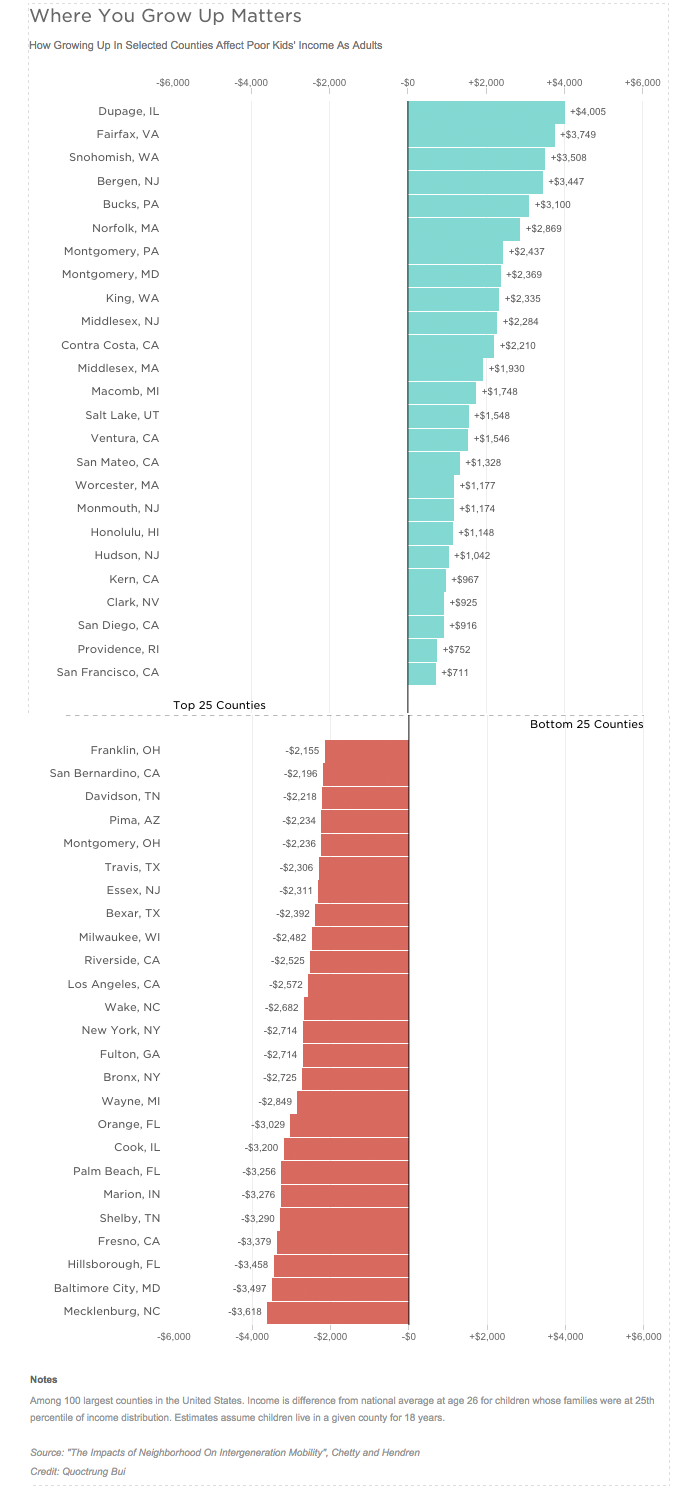 Where You Grow Up Matters
How Growing Up In Selected Counties Affect Poor Kids' Income As Adults
-$6,000 -$4,000 -$2,000 -$0 +$2,000 +$4,000 +$6,000
Dupage, IL +$4,005
Fairfax, VA +$3,749
Snohomish, WA +$3,508
Bergen, NJ +$3,447
Bucks, PA +$3,100
Norfolk, MA +$2,869
Montgomery, PA +$2,437
Montgomery, MD +$2,369
King, WA +$2,335
Middlesex, NJ +$2,284
Contra Costa, CA +$2,210
Middlesex, MA +$1,930
Macomb, MI +$1,748
Salt Lake, UT +$1,548
Ventura, CA +$1,546
San Mateo, CA +$1,328
Worcester, MA +$1,177
Monmouth, NJ +$1,174
Honolulu, HI +$1,148
Hudson, NJ +$1,042
Kern, CA +$967
Clark, NV +$925
San Diego, CA +$916
Providence, RI +$752
San Francisco, CA +$711
Top 25 Counties
Bottom 25 Counties
Franklin, OH -$2,155
San Bernardino, CA -$2,196
Davidson, TN -$2,218
Pima, AZ -$2,234
Montgomery, OH -$2,236
Travis, TX -$2,306
Essex, NJ -$2,311
Bexar, TX -$2,392
Milwaukee, WI -$2,482
Riverside, CA -$2,525
Los Angeles, CA -$2,572
Wake, NC -$2,682
New York, NY -$2,714
Fulton, GA -$2,714
Bronx, NY -$2,725
Wayne, MI -$2,849
Orange, FL -$3,029
Cook, IL -$3,200
Palm Beach, FL -$3,256
Marion, IN -$3,276
Shelby, TN -$3,290
Fresno, CA -$3,379
Hillsborough, FL -$3,458
Baltimore City, MD -$3,497
Mecklenburg, NC -$3,618
-$6,000 -$4,000 -$2,000 -$0 +$2,000 +$4,000 +$6,000
Notes
Among 100 largest counties in the United States. Income is difference from national average at age 26 for children whose families were at 25th
percentile of income distribution. Estimates assume children live in a given county for 18 years.
Source: "The Impacts of Neighborhood On Intergeneration Mobility", Chetty and Hendren
Credit: Quoctrung Bui